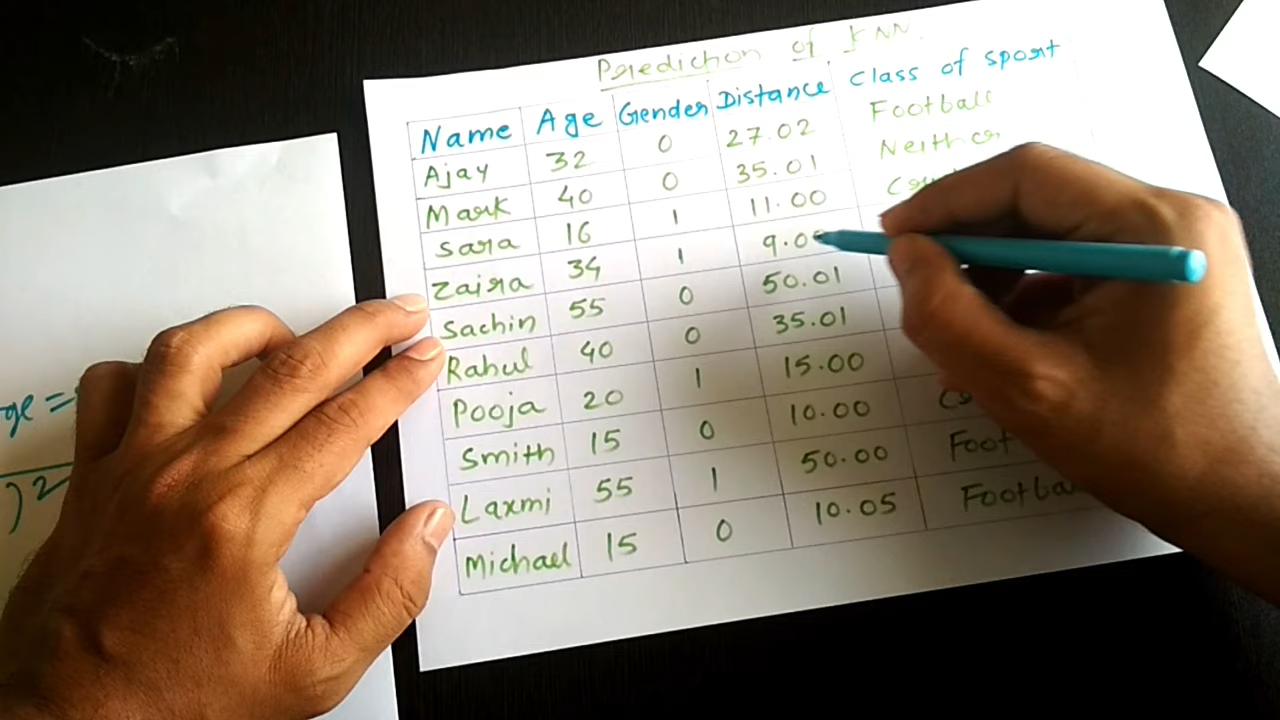 Prediction of KNN.
Name Age Gender Distance Class of sport
Ajay 32 0 27.02 Football
Mark 40 0 35.01 Neither
Sara 16 1 11.00
Zaira 34 1 9.00
Sachin 55 0 50.01
Rahul 40 0 35.01
Pooja 20 1 15.00
Smith 15 0 10.00
Laxmi 55 1 50.00 Foot
Michael 15 0 10.05 Football
ge =
)2